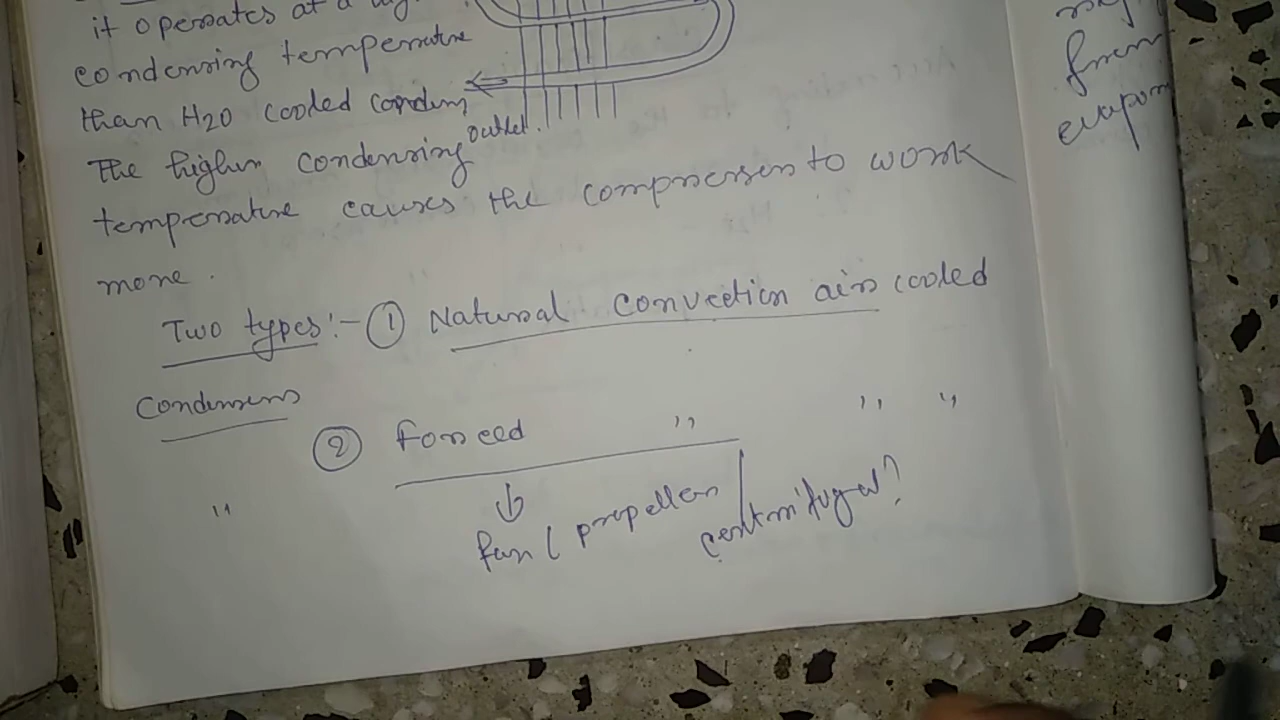 it operates at a
condensing temperature
than H2O cooled conden
outlet.
The higher condensing
temperature causes the compressor to work
more.
Two types:- ① Natural convection air cooled
Condensers
② Forced " " "
"
↓
fan ( propeller /
centrifugal)
from
evapor